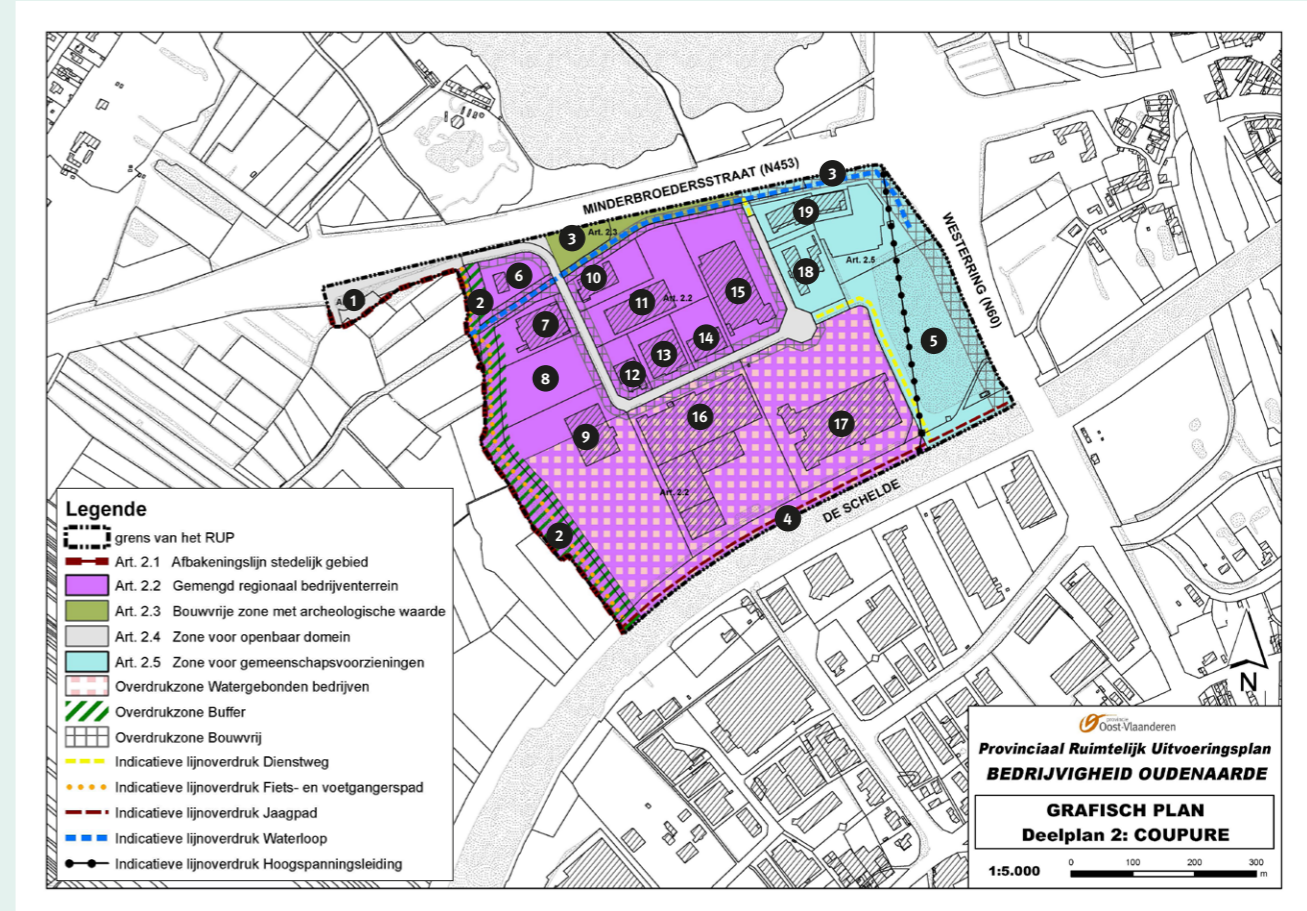 MINDERBROEDERSSTRAAT (N453)
WESTERRING (N60)
DE SCHELDE
3
19
3
Art. 2.3
6
10
18
Art. 2.5
1
2
11
Art. 2.2
15
7
14
5
13
8
12
16
17
9
Art. 2.2
4
2
Legende
grens van het RUP
Art. 2.1 Afbakeningslijn stedelijk gebied
Art. 2.2 Gemengd regionaal bedrijventerrein
Art. 2.3 Bouwvrije zone met archeologische waarde
Art. 2.4 Zone voor openbaar domein
Art. 2.5 Zone voor gemeenschapsvoorzieningen
Overdrukzone Watergebonden bedrijven
Overdrukzone Buffer
Overdrukzone Bouwvrij
Indicatieve lijnoverdruk Dienstweg
Indicatieve lijnoverdruk Fiets- en voetgangerspad
Indicatieve lijnoverdruk Jaagpad
Indicatieve lijnoverdruk Waterloop
Indicatieve lijnoverdruk Hoogspanningsleiding
N
provincie
Oost-Vlaanderen
Provinciaal Ruimtelijk Uitvoeringsplan
BEDRIJVIGHEID OUDENAARDE
GRAFISCH PLAN
Deelplan 2: COUPURE
1:5.000
0 100 200 300
m